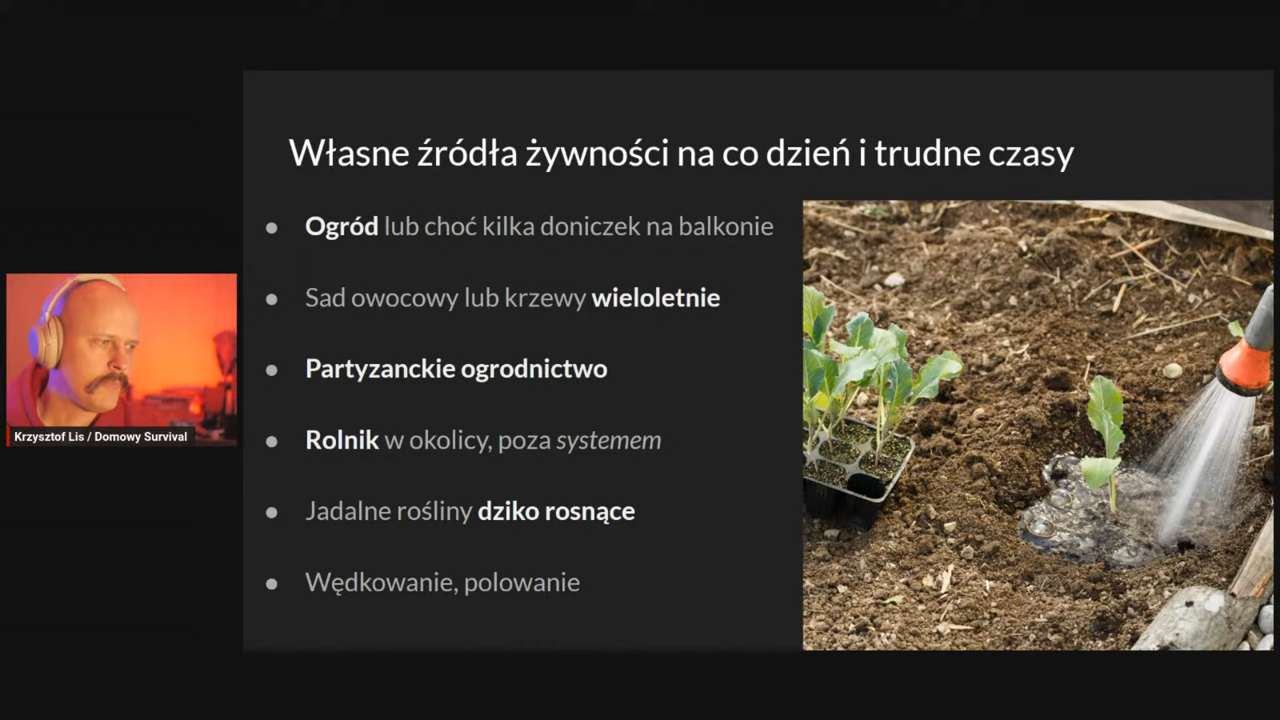 Własne źródła żywności na co dzień i trudne czasy
● Ogród lub choć kilka doniczek na balkonie
● Sad owocowy lub krzewy wieloletnie
● Partyzanckie ogrodnictwo
● Rolnik w okolicy, poza systemem
● Jadalne rośliny dziko rosnące
● Wędkowanie, polowanie
Krzysztof Lis / Domowy Survival